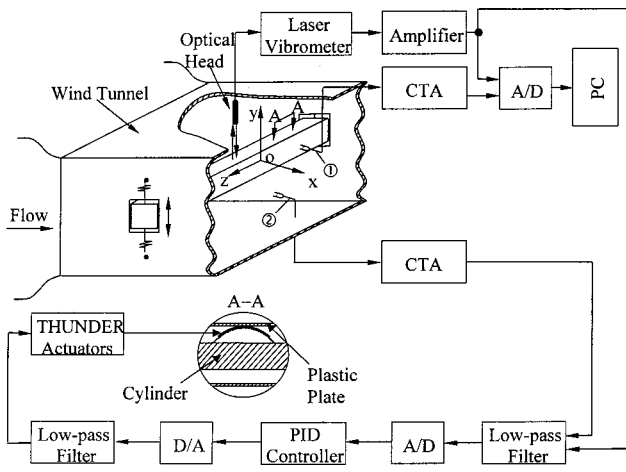 Laser
Vibrometer
Amplifier
Optical
Head
Wind Tunnel
CTA
A/D
PC
y
A
A
o
z
x
①
②
Flow
CTA
A–A
THUNDER
Actuators
Cylinder
Plastic
Plate
Low-pass
Filter
D/A
PID
Controller
A/D
Low-pass
Filter